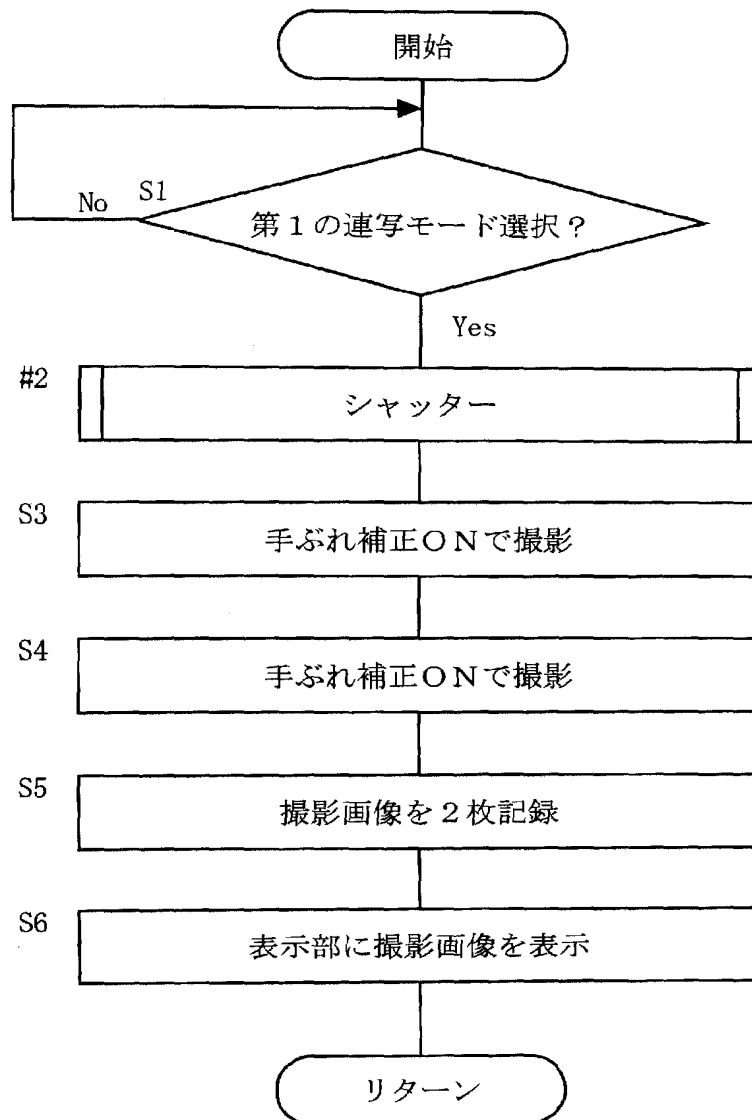 開始
S1
No
第１の連写モード選択？
Yes
#2
シャッター
S3
手ぶれ補正ＯＮで撮影
S4
手ぶれ補正ＯＮで撮影
S5
撮影画像を２枚記録
S6
表示部に撮影画像を表示
リターン